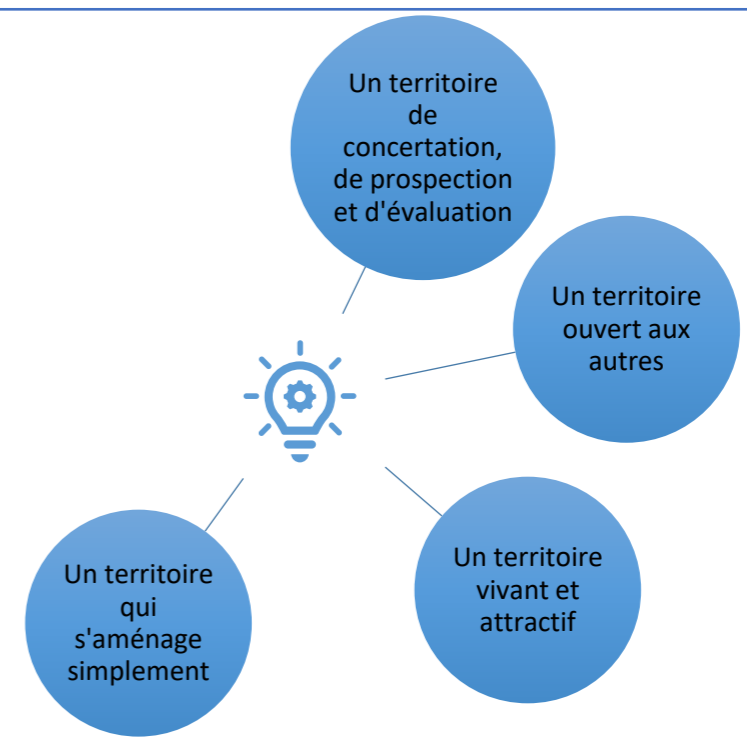 Un territoire
de
concertation,
de prospection
et d'évaluation
Un territoire
ouvert aux
autres
Un territoire
vivant et
attractif
Un territoire
qui
s'aménage
simplement